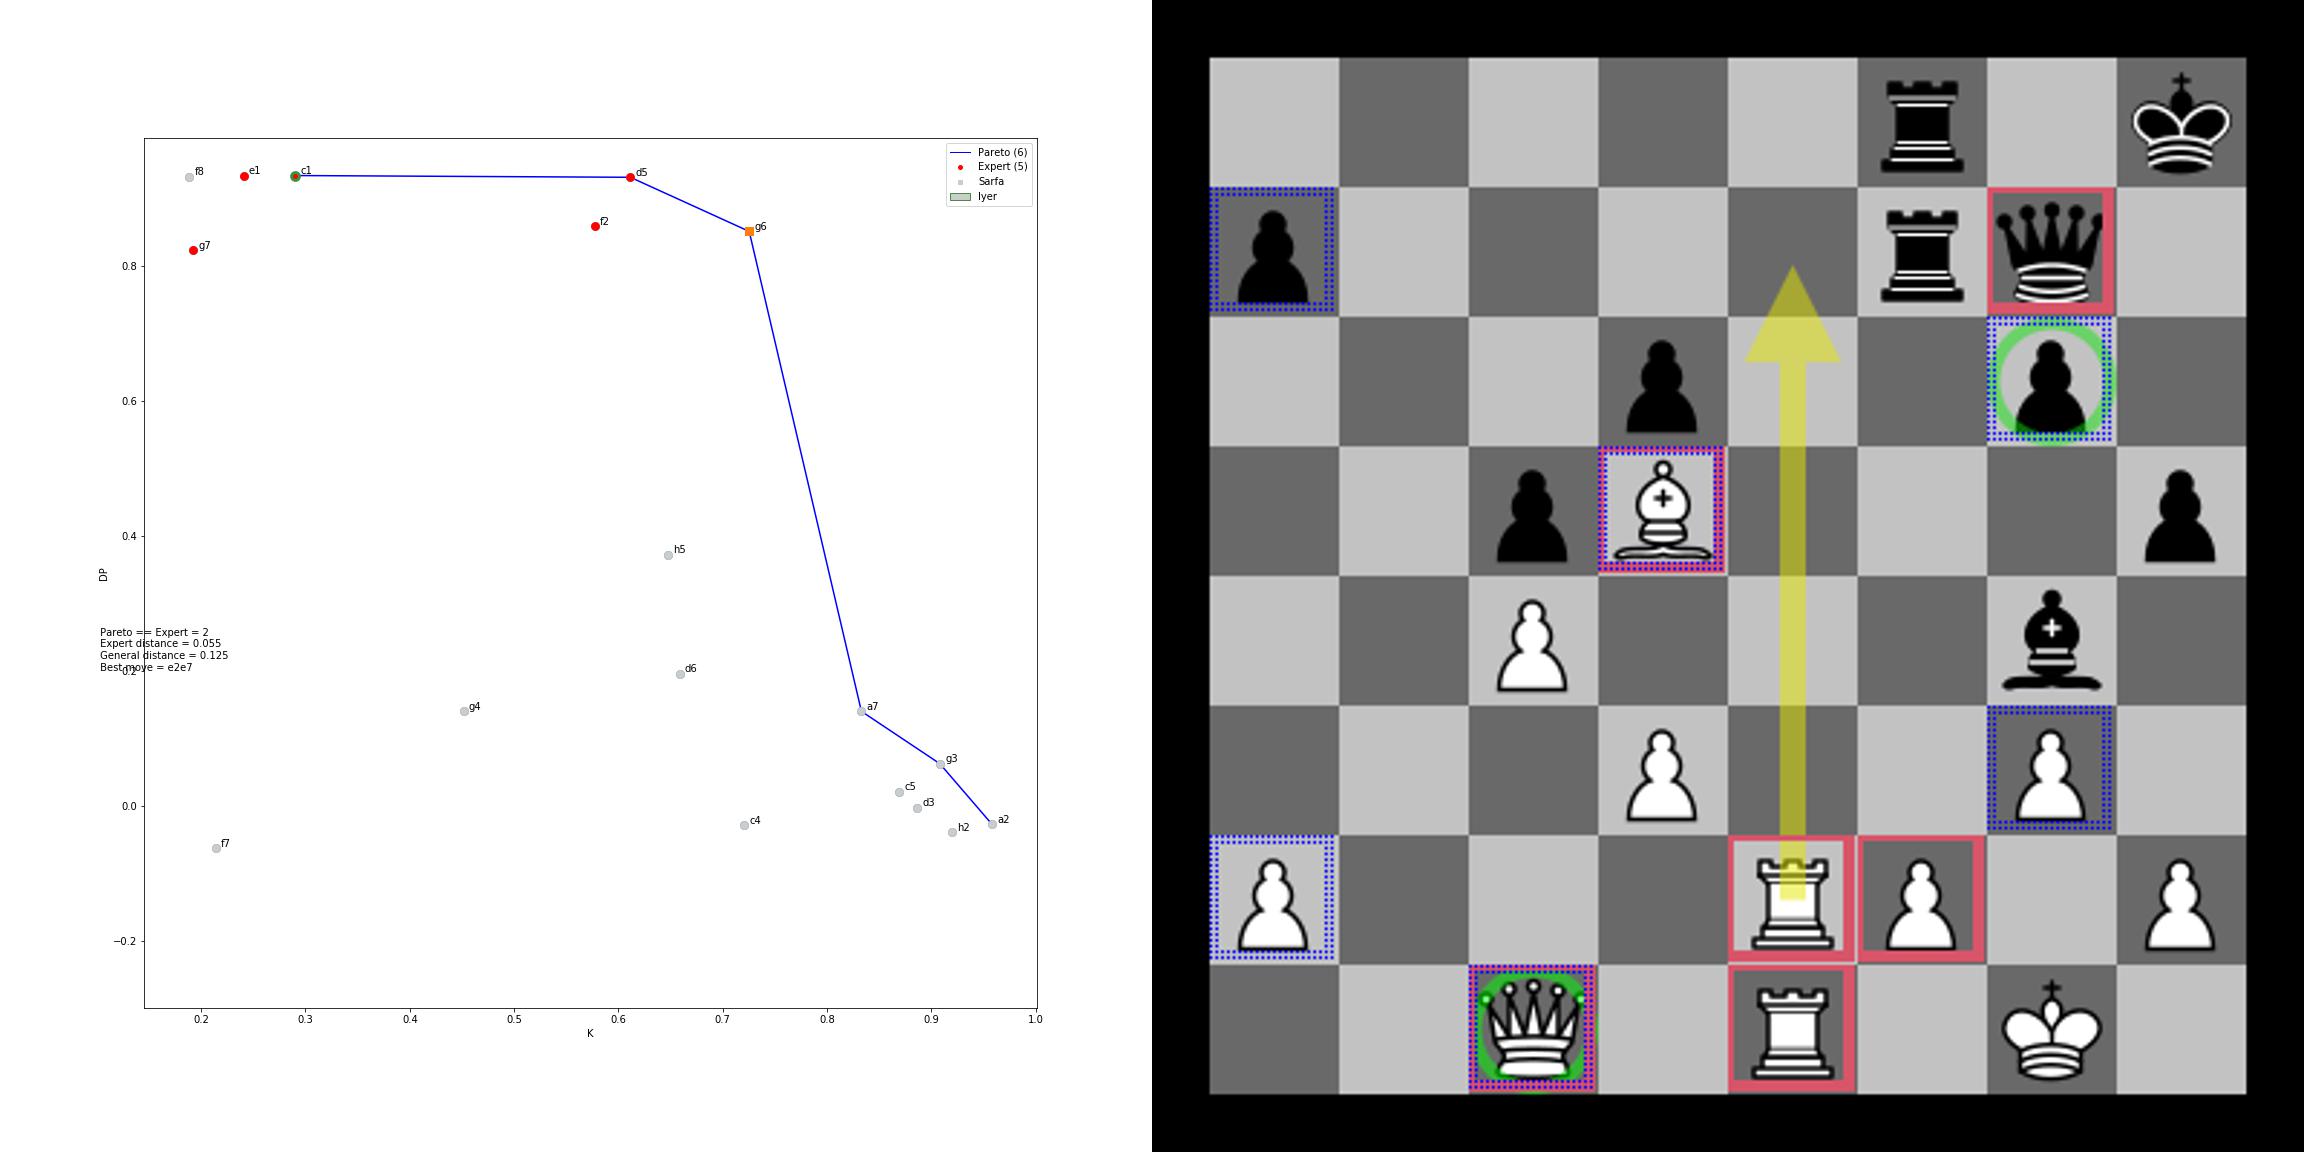 f8
e1
c1
d5
Pareto (6)
Expert (5)
Sarfa
Iyer
f2
g6
g7
0.8
0.6
h5
0.4
DP
Pareto == Expert = 2
Expert distance = 0.055
General distance = 0.125
Best move = e2e7
0.2
d6
g4
a7
g3
c5
d3
0.0
c4
h2
a2
f7
−0.2
0.2 0.3 0.4 0.5 0.6 0.7 0.8 0.9 1.0
K